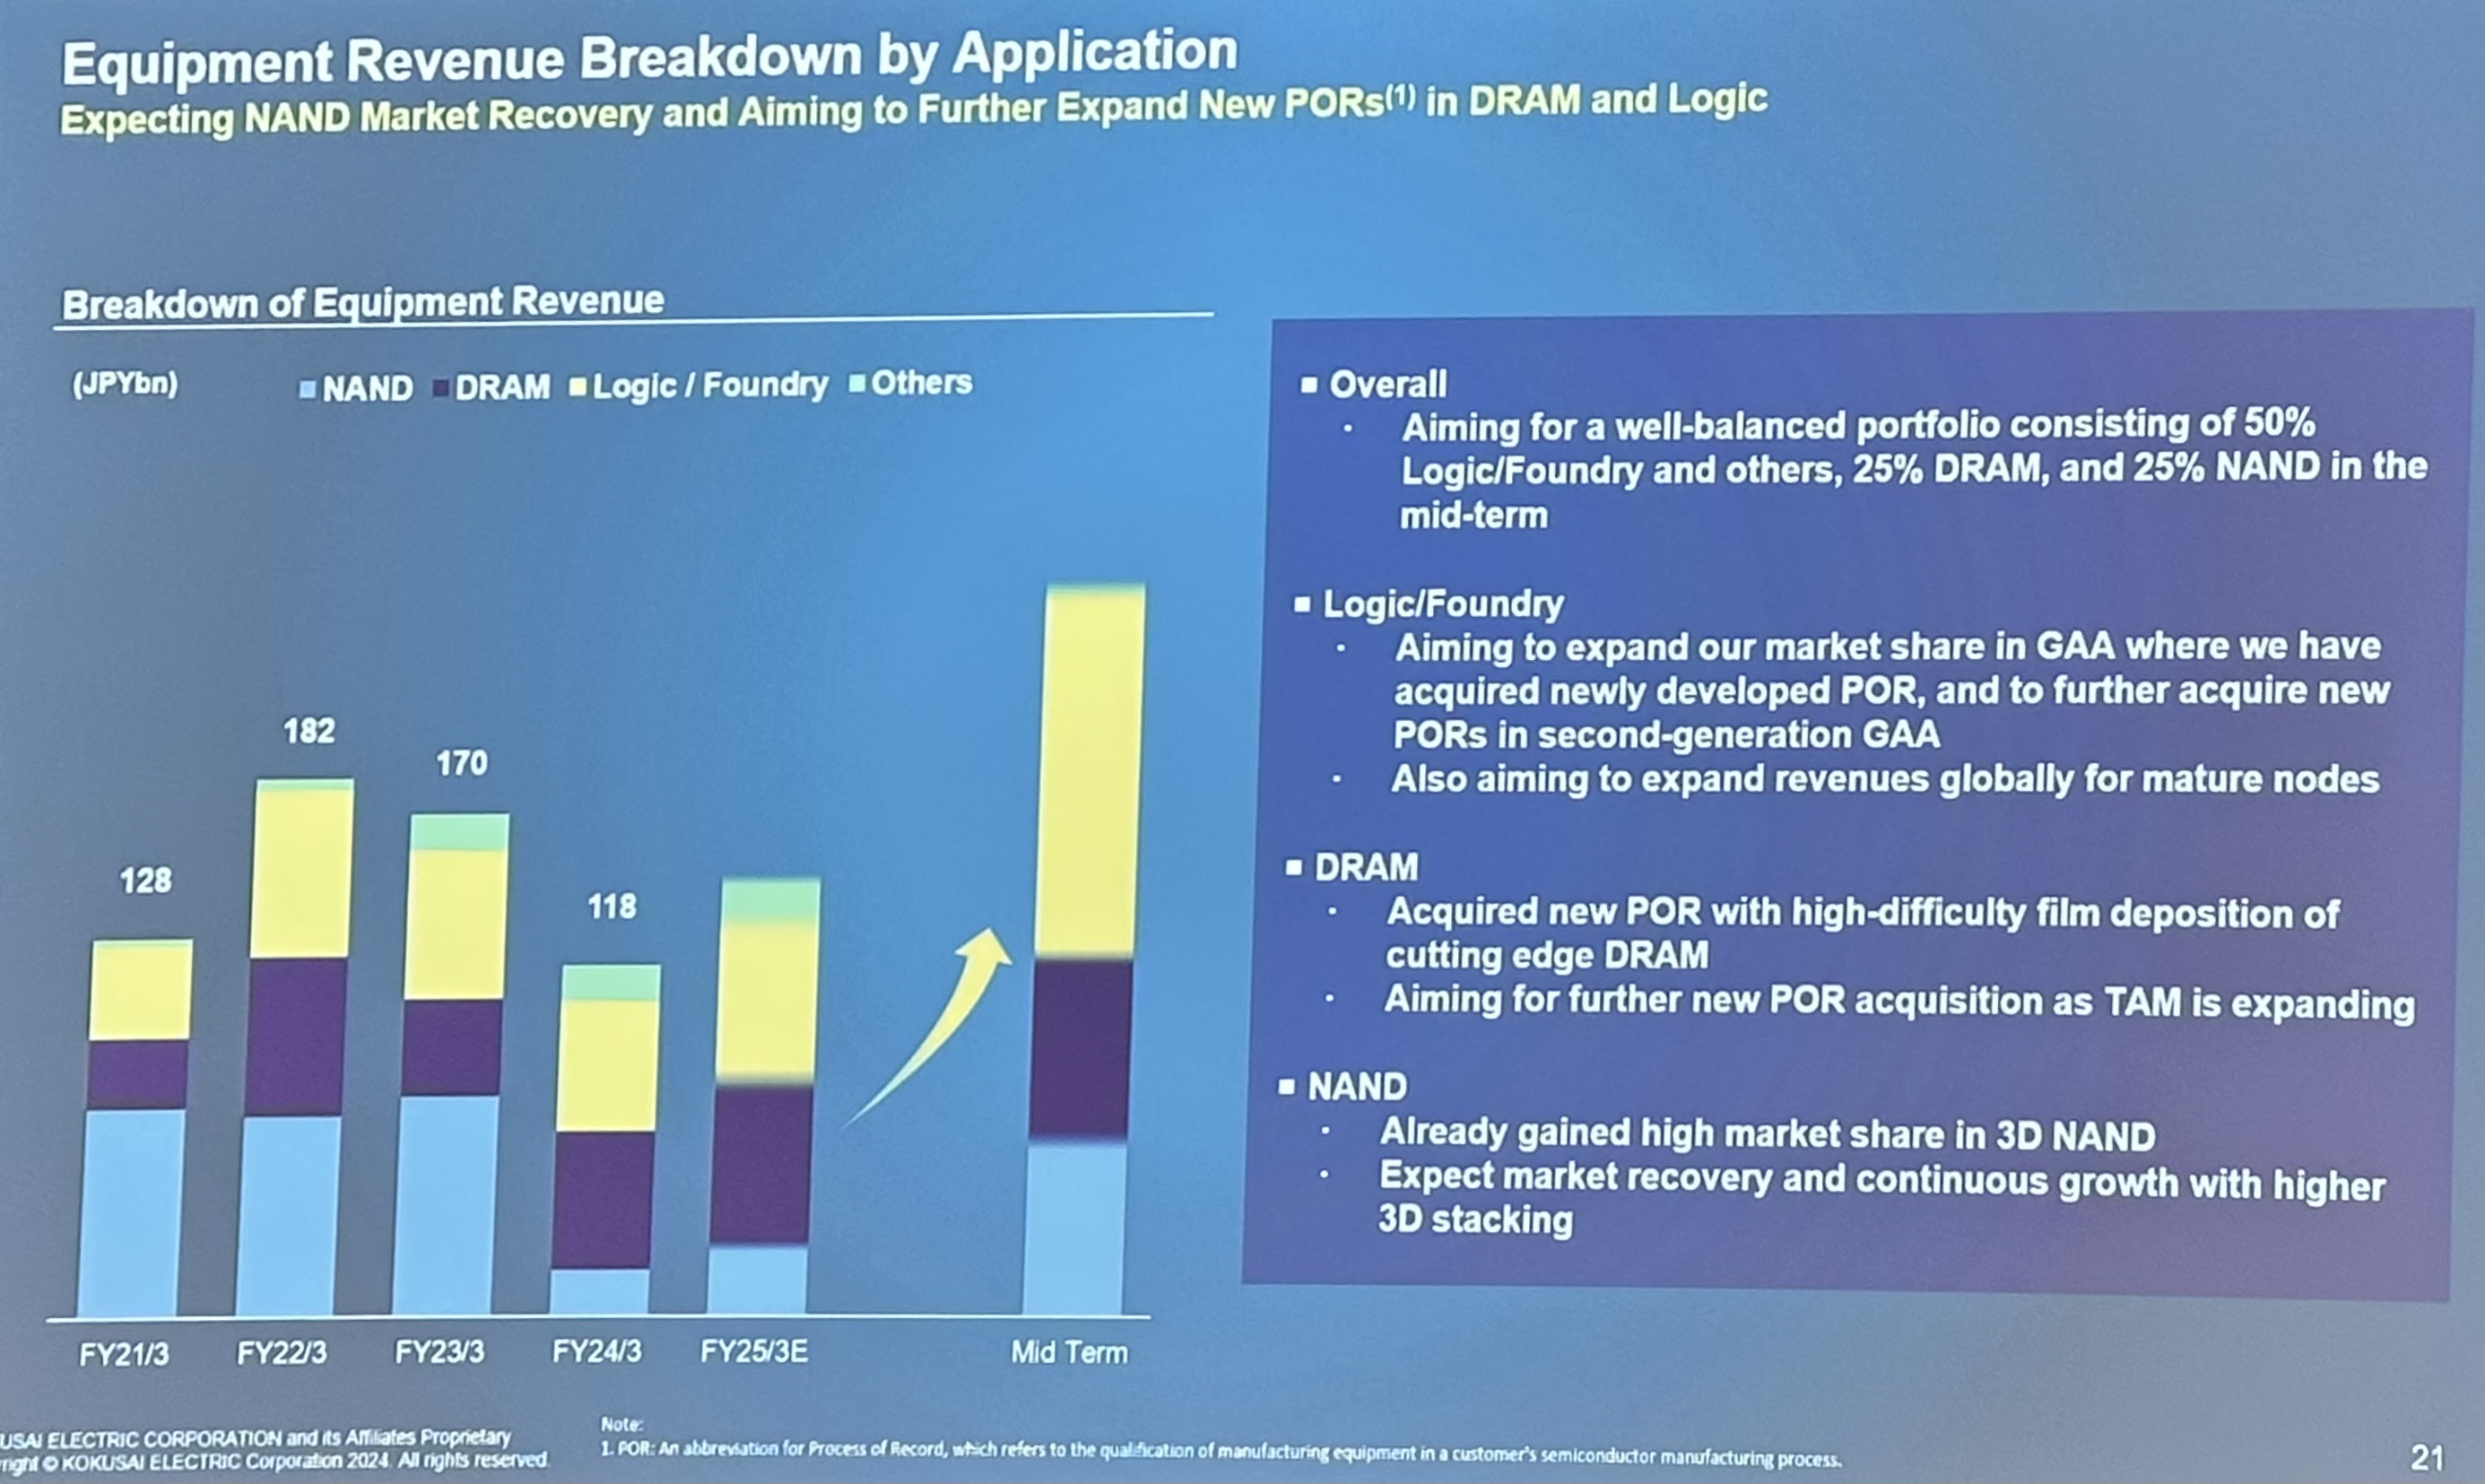 Equipment Revenue Breakdown by Application
Expecting NAND Market Recovery and Aiming to Further Expand New PORs(1) in DRAM and Logic
Breakdown of Equipment Revenue
(JPYbn)
NAND DRAM Logic / Foundry Others
128
182
170
118
FY21/3 FY22/3 FY23/3 FY24/3 FY25/3E Mid Term
▪ Overall
· Aiming for a well-balanced portfolio consisting of 50%
Logic/Foundry and others, 25% DRAM, and 25% NAND in the
mid-term
▪ Logic/Foundry
· Aiming to expand our market share in GAA where we have
acquired newly developed POR, and to further acquire new
PORs in second-generation GAA
· Also aiming to expand revenues globally for mature nodes
▪ DRAM
· Acquired new POR with high-difficulty film deposition of
cutting edge DRAM
· Aiming for further new POR acquisition as TAM is expanding
▪ NAND
· Already gained high market share in 3D NAND
· Expect market recovery and continuous growth with higher
3D stacking
USAI ELECTRIC CORPORATION and its Affiliates Proprietary
right © KOKUSAI ELECTRIC Corporation 2024. All rights reserved.
Note:
1. POR: An abbreviation for Process of Record, which refers to the qualification of manufacturing equipment in a customer's semiconductor manufacturing process.
21